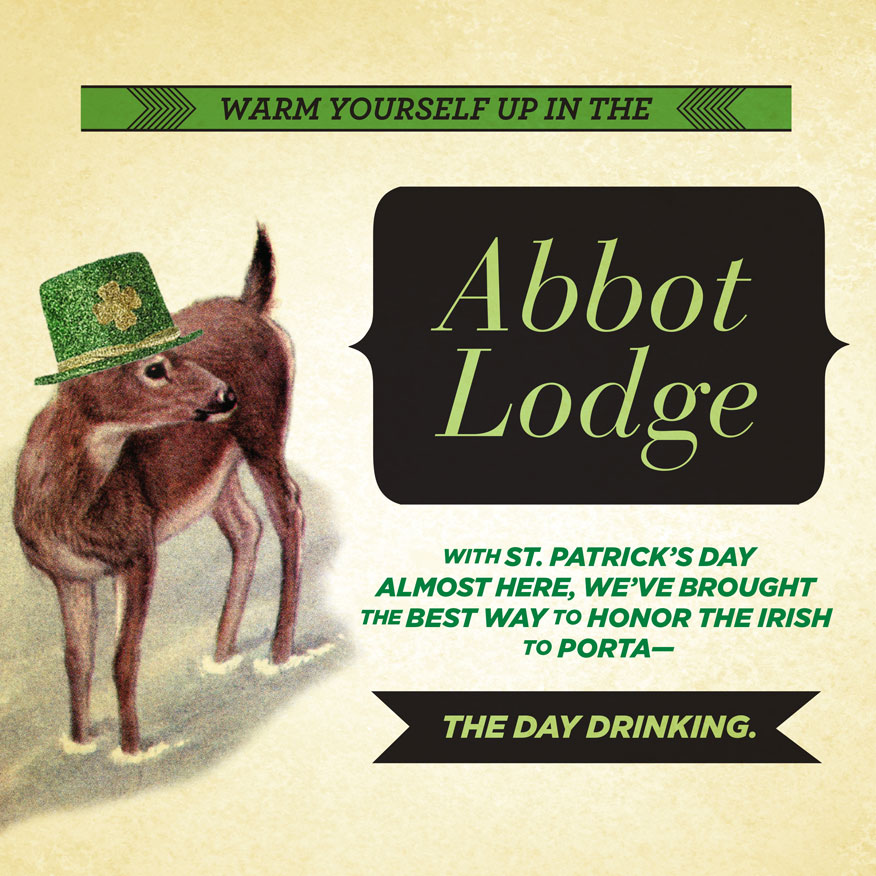 WARM YOURSELF UP IN THE
Abbot
Lodge
WITH ST. PATRICK'S DAY
ALMOST HERE, WE'VE BROUGHT
THE BEST WAY TO HONOR THE IRISH
TO PORTA—
THE DAY DRINKING.